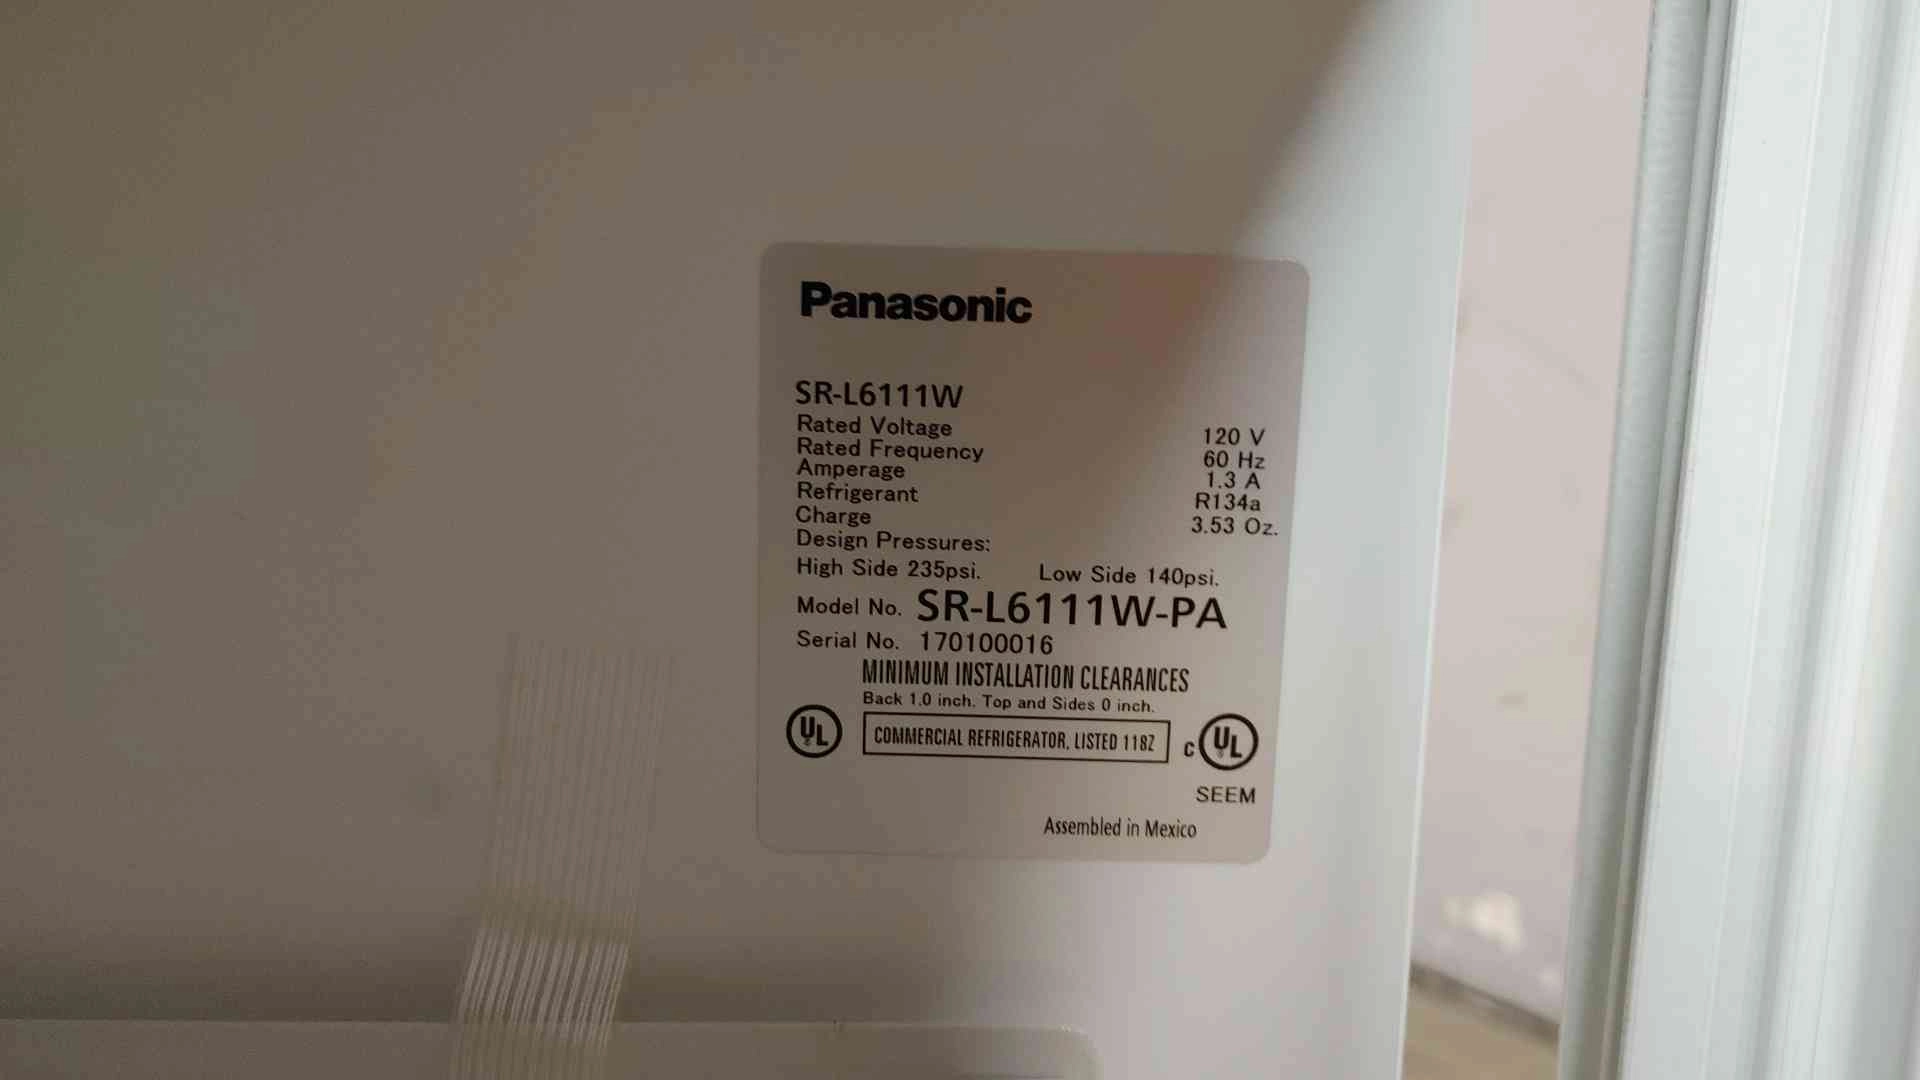 Panasonic
SR-L6111W
Rated Voltage 120 V
Rated Frequency 60 Hz
Amperage 1.3 A
Refrigerant R134a
Charge 3.53 Oz.
Design Pressures:
High Side 235psi. Low Side 140psi.
Model No. SR-L6111W-PA
Serial No. 170100016
MINIMUM INSTALLATION CLEARANCES
Back 1.0 inch. Top and Sides 0 inch.
UL COMMERCIAL REFRIGERATOR, LISTED 118Z c UL
SEEM
Assembled in Mexico